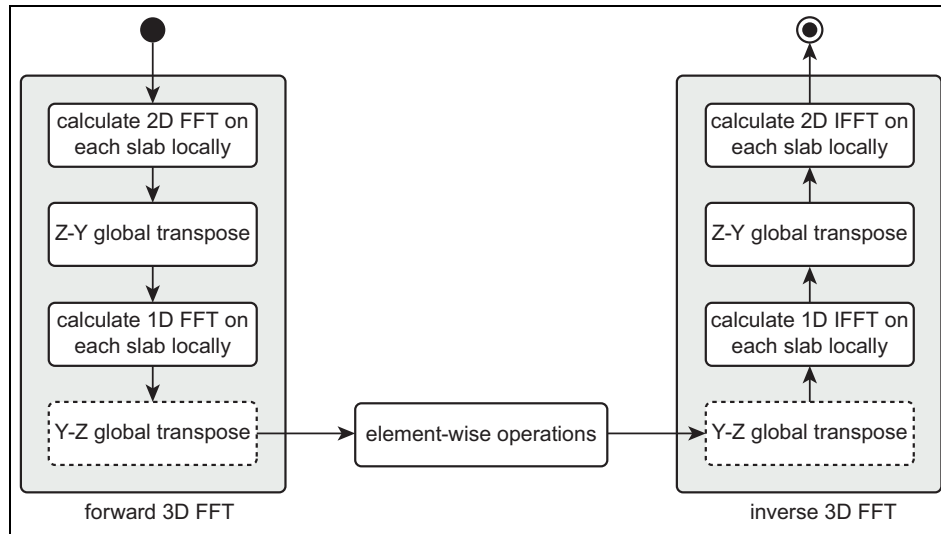 calculate 2D FFT on
each slab locally
Z-Y global transpose
calculate 1D FFT on
each slab locally
Y-Z global transpose
forward 3D FFT
element-wise operations
calculate 2D IFFT on
each slab locally
Z-Y global transpose
calculate 1D IFFT on
each slab locally
Y-Z global transpose
inverse 3D FFT